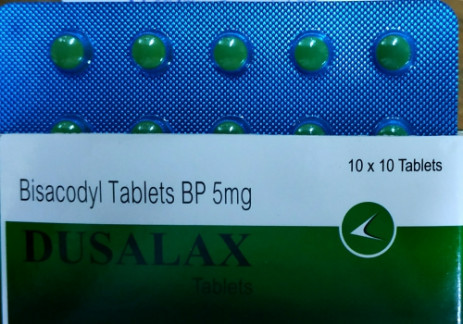 10 x 10 Tablets
Bisacodyl Tablets BP 5mg
DUSALAX
Tablets